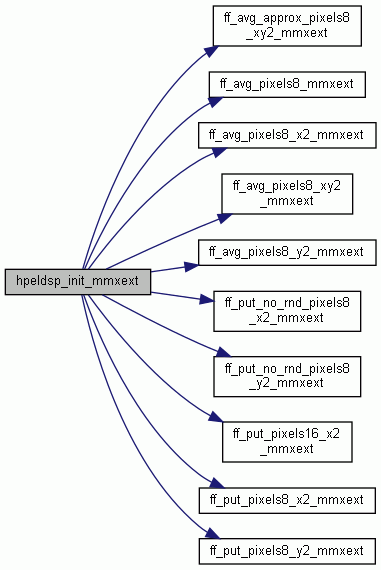 ff_avg_approx_pixels8
_xy2_mmxext
ff_avg_pixels8_mmxext
ff_avg_pixels8_x2_mmxext
ff_avg_pixels8_xy2
_mmxext
ff_avg_pixels8_y2_mmxext
hpeldsp_init_mmxext
ff_put_no_rnd_pixels8
_x2_mmxext
ff_put_no_rnd_pixels8
_y2_mmxext
ff_put_pixels16_x2
_mmxext
ff_put_pixels8_x2_mmxext
ff_put_pixels8_y2_mmxext